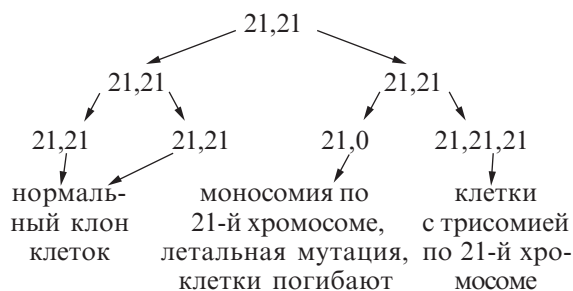 21,21
21,21 21,21
21,21 21,21 21,0 21,21,21
нормаль-
ный клон
клеток
моносомия по
21-й хромосоме,
летальная мутация,
клетки погибают
клетки
с трисомией
по 21-й хро-
мосоме